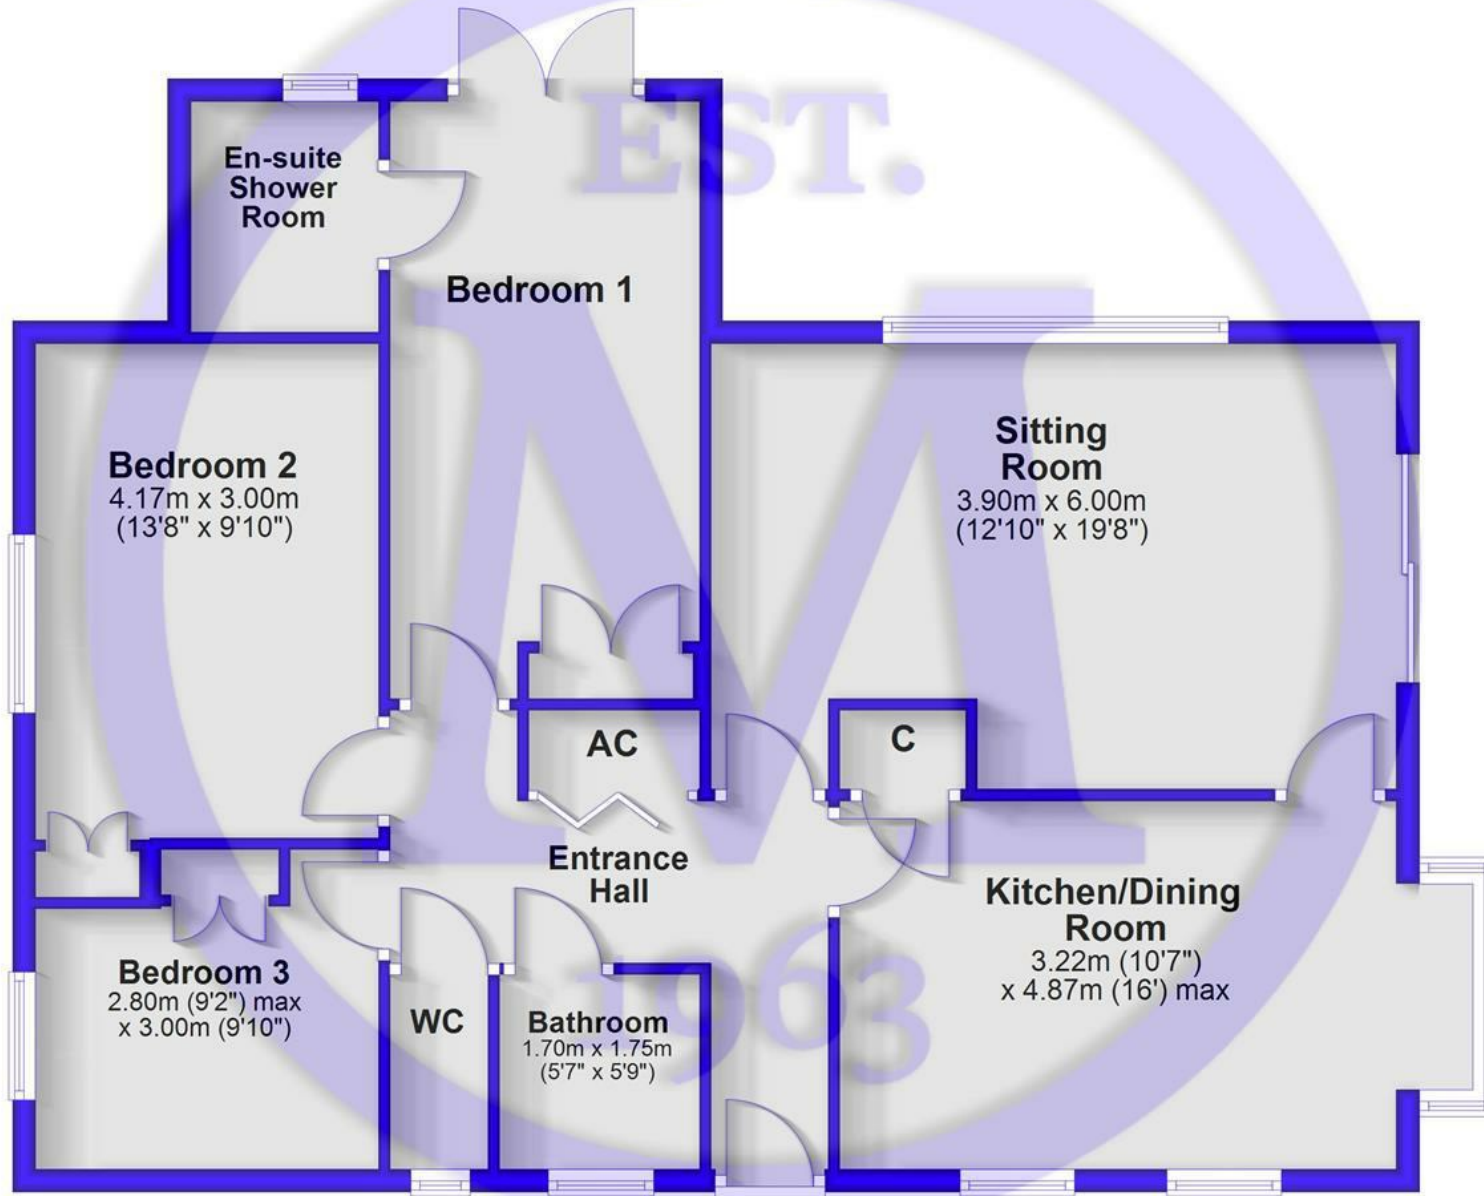 EST.
En-suite
Shower
Room
Bedroom 1
Bedroom 2
4.17m x 3.00m
(13'8" x 9'10")
Sitting
Room
3.90m x 6.00m
(12'10" x 19'8")
AC
C
Entrance
Hall
Kitchen/Dining
Room
3.22m (10'7")
x 4.87m (16') max
Bedroom 3
2.80m (9'2") max
x 3.00m (9'10")
WC
Bathroom
1.70m x 1.75m
(5'7" x 5'9")
M
1963